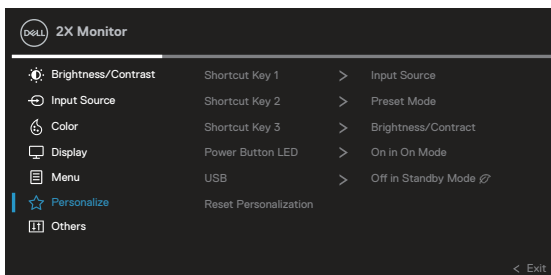 DELL 2X Monitor
Brightness/Contrast Shortcut Key 1 > Input Source
Input Source Shortcut Key 2 > Preset Mode
Color Shortcut Key 3 > Brightness/Contract
Display Power Button LED > On in On Mode
Menu USB > Off in Standby Mode
Personalize Reset Personalization
Others
< Exit